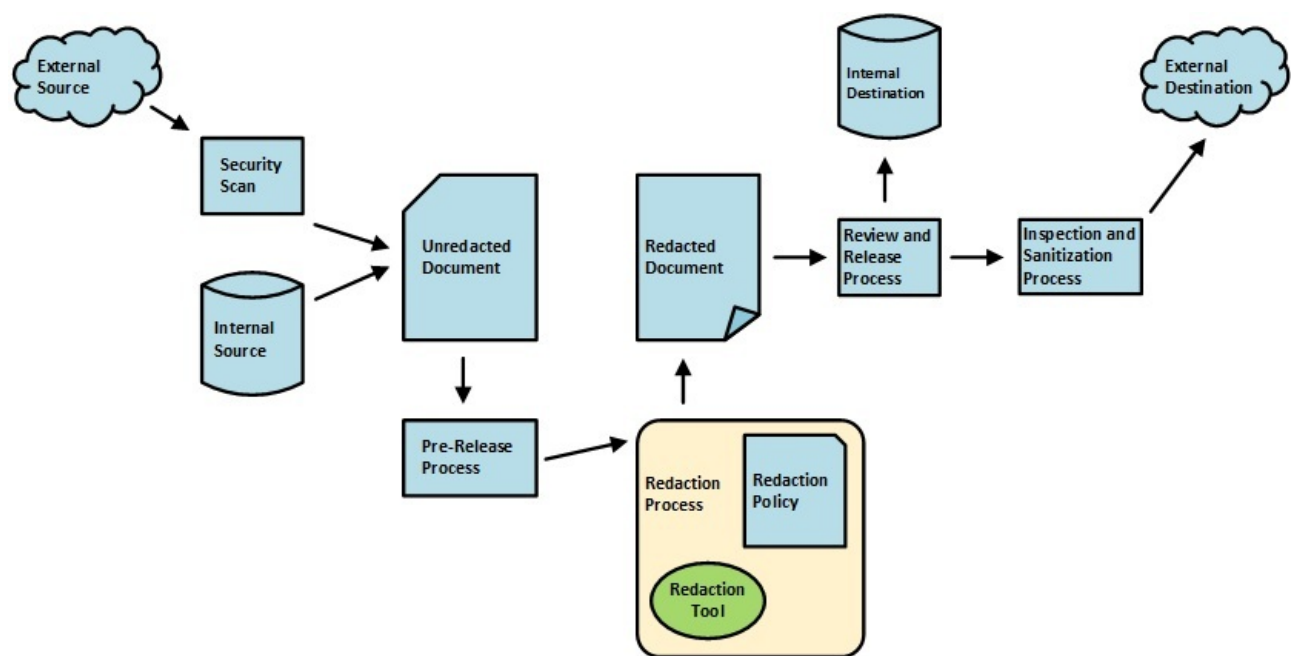 External
Source
Security
Scan
Internal
Source
Unredacted
Document
Pre-Release
Process
Redaction
Process
Redaction
Policy
Redaction
Tool
Redacted
Document
Review and
Release
Process
Internal
Destination
Inspection and
Sanitization
Process
External
Destination